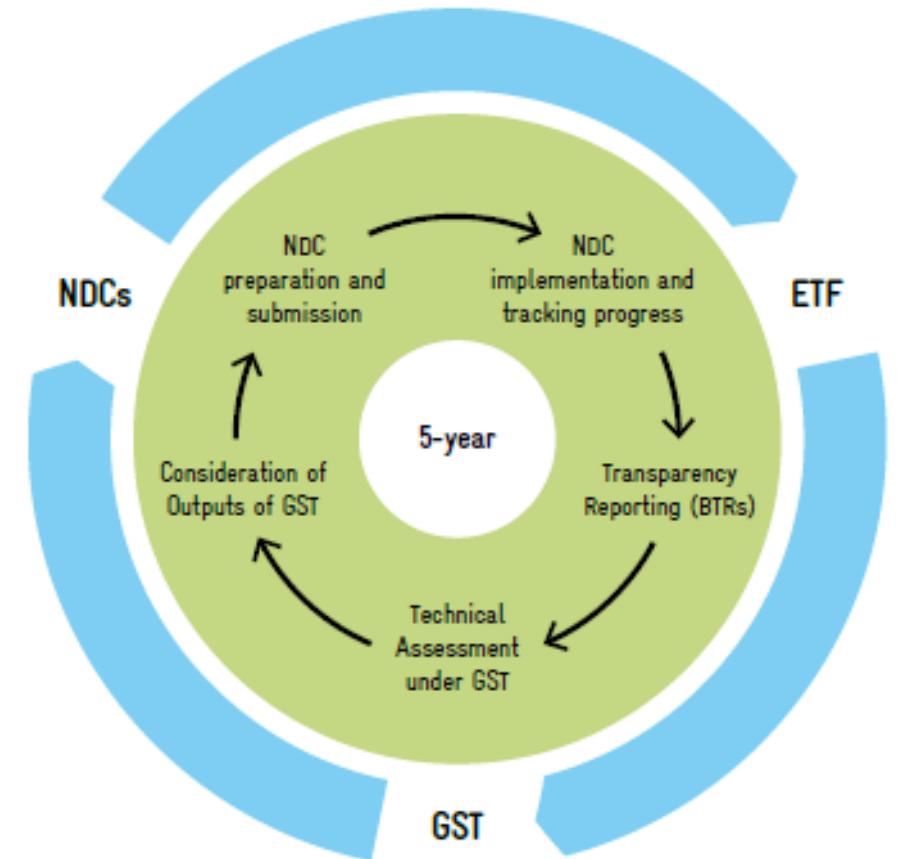 NDC
preparation and
submission
NDC
implementation and
tracking progress
NDCs
ETF
5-year
Consideration of
Outputs of GST
Transparency
Reporting (BTRs)
Technical
Assessment
under GST
GST